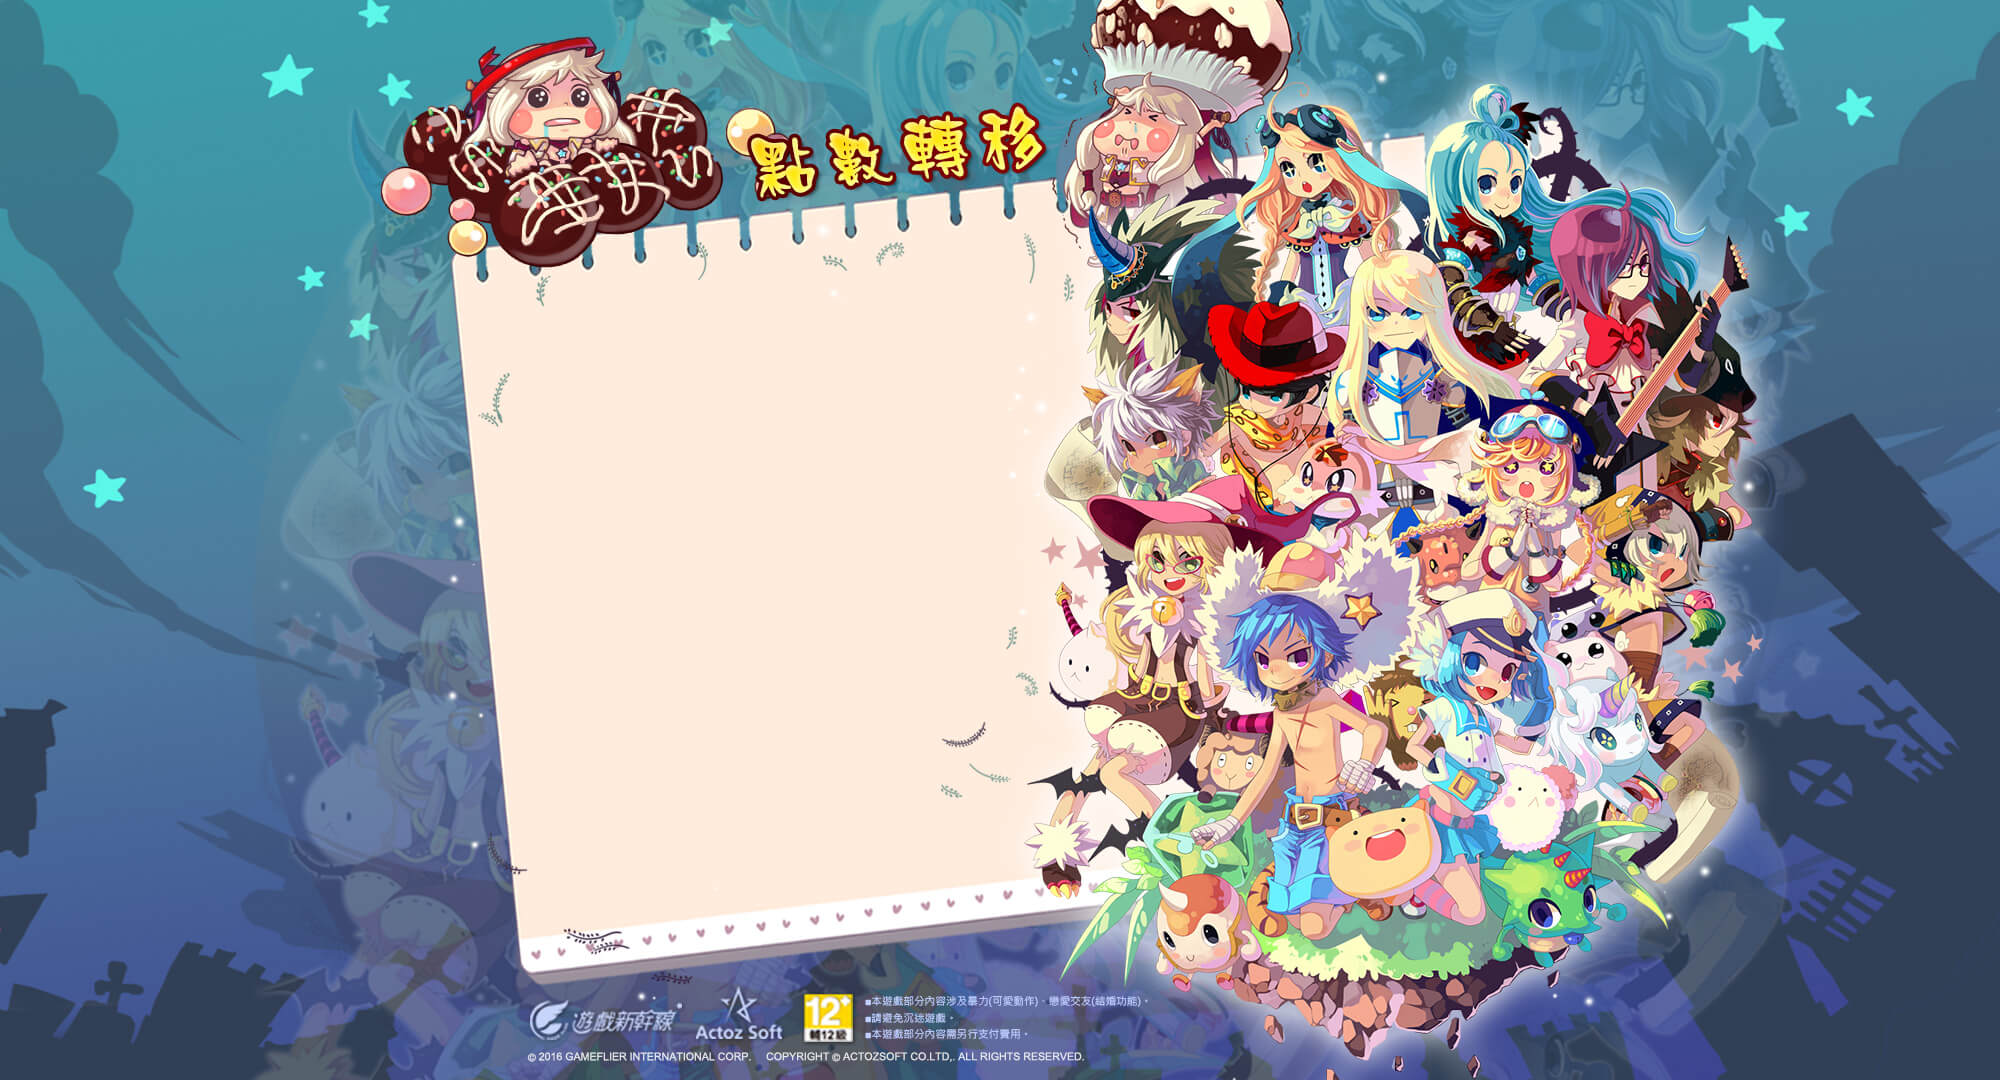 點數轉移
遊戲新幹線
Actoz Soft
12+
輔12級
■本遊戲部分內容涉及暴力(可愛動作)、戀愛交友(結婚功能)。
■請避免沉迷遊戲。
■本遊戲部分內容需另行支付費用。
© 2016 GAMEFLIER INTERNATIONAL CORP. COPYRIGHT © ACTOZSOFT CO.LTD,. ALL RIGHTS RESERVED.